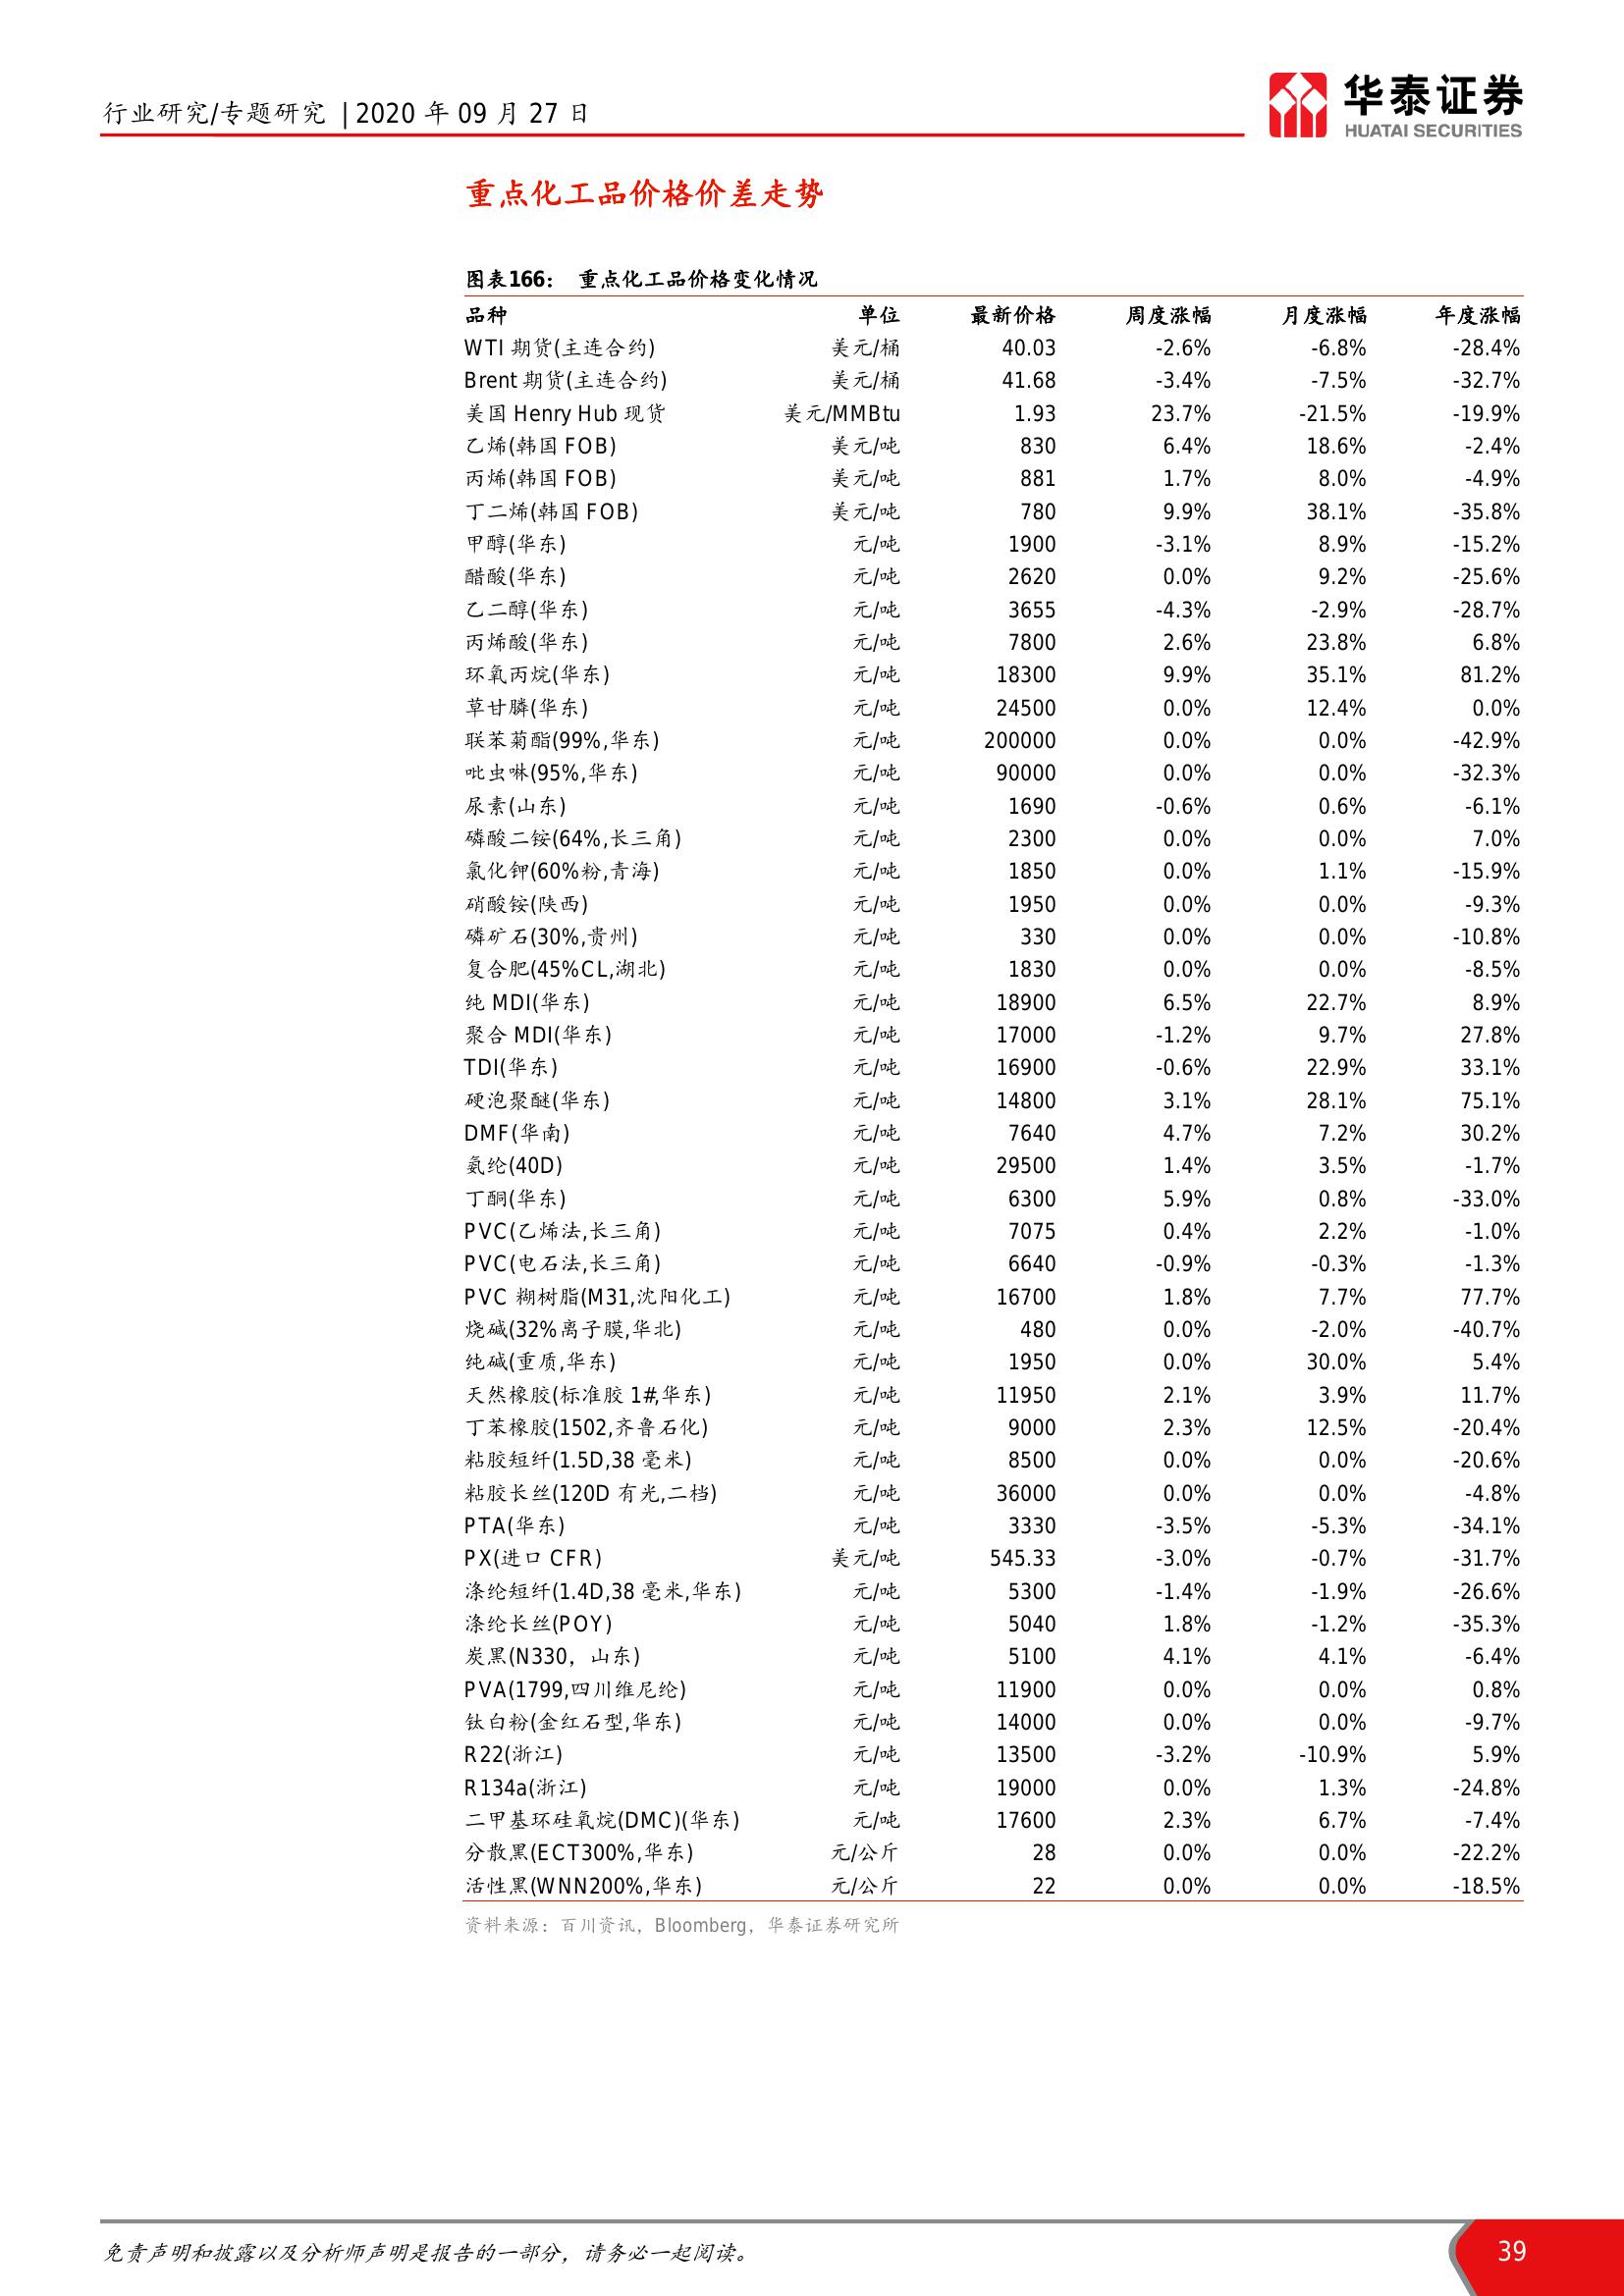 行业研究/专题研究 | 2020 年 09 月 27 日
华泰证券
HUATAI SECURITIES
重点化工品价格价差走势
图表166： 重点化工品价格变化情况
品种 单位 最新价格 周度涨幅 月度涨幅 年度涨幅
WTI 期货(主连合约) 美元/桶 40.03 -2.6% -6.8% -28.4%
Brent 期货(主连合约) 美元/桶 41.68 -3.4% -7.5% -32.7%
美国 Henry Hub 现货 美元/MMBtu 1.93 23.7% -21.5% -19.9%
乙烯(韩国 FOB) 美元/吨 830 6.4% 18.6% -2.4%
丙烯(韩国 FOB) 美元/吨 881 1.7% 8.0% -4.9%
丁二烯(韩国 FOB) 美元/吨 780 9.9% 38.1% -35.8%
甲醇(华东) 元/吨 1900 -3.1% 8.9% -15.2%
醋酸(华东) 元/吨 2620 0.0% 9.2% -25.6%
乙二醇(华东) 元/吨 3655 -4.3% -2.9% -28.7%
丙烯酸(华东) 元/吨 7800 2.6% 23.8% 6.8%
环氧丙烷(华东) 元/吨 18300 9.9% 35.1% 81.2%
草甘膦(华东) 元/吨 24500 0.0% 12.4% 0.0%
联苯菊酯(99%,华东) 元/吨 200000 0.0% 0.0% -42.9%
吡虫啉(95%,华东) 元/吨 90000 0.0% 0.0% -32.3%
尿素(山东) 元/吨 1690 -0.6% 0.6% -6.1%
磷酸二铵(64%,长三角) 元/吨 2300 0.0% 0.0% 7.0%
氯化钾(60%粉,青海) 元/吨 1850 0.0% 1.1% -15.9%
硝酸铵(陕西) 元/吨 1950 0.0% 0.0% -9.3%
磷矿石(30%,贵州) 元/吨 330 0.0% 0.0% -10.8%
复合肥(45%CL,湖北) 元/吨 1830 0.0% 0.0% -8.5%
纯 MDI(华东) 元/吨 18900 6.5% 22.7% 8.9%
聚合 MDI(华东) 元/吨 17000 -1.2% 9.7% 27.8%
TDI(华东) 元/吨 16900 -0.6% 22.9% 33.1%
硬泡聚醚(华东) 元/吨 14800 3.1% 28.1% 75.1%
DMF(华南) 元/吨 7640 4.7% 7.2% 30.2%
氨纶(40D) 元/吨 29500 1.4% 3.5% -1.7%
丁酮(华东) 元/吨 6300 5.9% 0.8% -33.0%
PVC(乙烯法,长三角) 元/吨 7075 0.4% 2.2% -1.0%
PVC(电石法,长三角) 元/吨 6640 -0.9% -0.3% -1.3%
PVC 糊树脂(M31,沈阳化工) 元/吨 16700 1.8% 7.7% 77.7%
烧碱(32%离子膜,华北) 元/吨 480 0.0% -2.0% -40.7%
纯碱(重质,华东) 元/吨 1950 0.0% 30.0% 5.4%
天然橡胶(标准胶 1#,华东) 元/吨 11950 2.1% 3.9% 11.7%
丁苯橡胶(1502,齐鲁石化) 元/吨 9000 2.3% 12.5% -20.4%
粘胶短纤(1.5D,38 毫米) 元/吨 8500 0.0% 0.0% -20.6%
粘胶长丝(120D 有光,二档) 元/吨 36000 0.0% 0.0% -4.8%
PTA(华东) 元/吨 3330 -3.5% -5.3% -34.1%
PX(进口 CFR) 美元/吨 545.33 -3.0% -0.7% -31.7%
涤纶短纤(1.4D,38 毫米,华东) 元/吨 5300 -1.4% -1.9% -26.6%
涤纶长丝(POY) 元/吨 5040 1.8% -1.2% -35.3%
炭黑(N330，山东) 元/吨 5100 4.1% 4.1% -6.4%
PVA(1799,四川维尼纶) 元/吨 11900 0.0% 0.0% 0.8%
钛白粉(金红石型,华东) 元/吨 14000 0.0% 0.0% -9.7%
R22(浙江) 元/吨 13500 -3.2% -10.9% 5.9%
R134a(浙江) 元/吨 19000 0.0% 1.3% -24.8%
二甲基环硅氧烷(DMC)(华东) 元/吨 17600 2.3% 6.7% -7.4%
分散黑(ECT300%,华东) 元/公斤 28 0.0% 0.0% -22.2%
活性黑(WNN200%,华东) 元/公斤 22 0.0% 0.0% -18.5%
资料来源：百川资讯，Bloomberg，华泰证券研究所
免责声明和披露以及分析师声明是报告的一部分，请务必一起阅读。
39